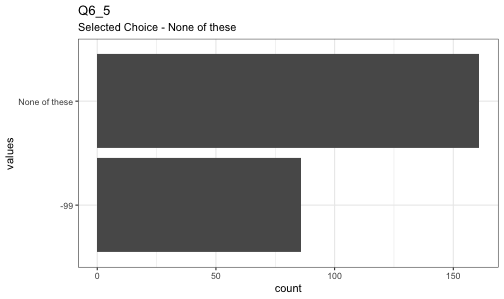 Q6_5
Selected Choice - None of these
None of these
-99
values
0
50
100
150
count